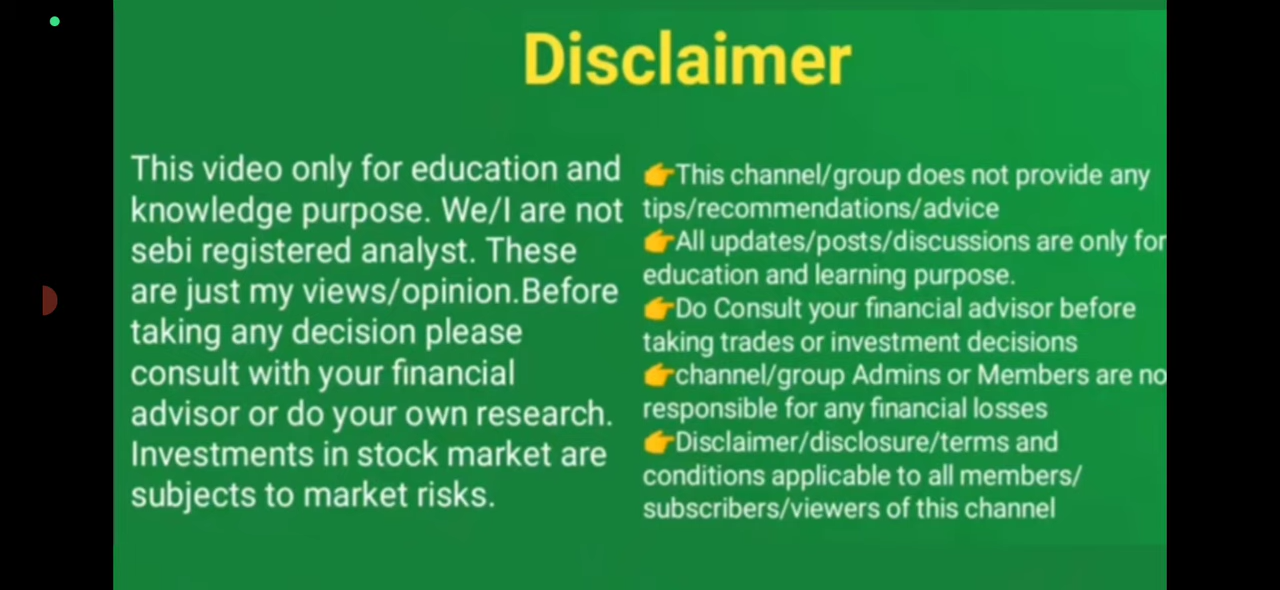 Disclaimer
This video only for education and
knowledge purpose. We/I are not
sebi registered analyst. These
are just my views/opinion.Before
taking any decision please
consult with your financial
advisor or do your own research.
Investments in stock market are
subjects to market risks.
👉This channel/group does not provide any
tips/recommendations/advice
👉All updates/posts/discussions are only for
education and learning purpose.
👉Do Consult your financial advisor before
taking trades or investment decisions
👉channel/group Admins or Members are no
responsible for any financial losses
👉Disclaimer/disclosure/terms and
conditions applicable to all members/
subscribers/viewers of this channel